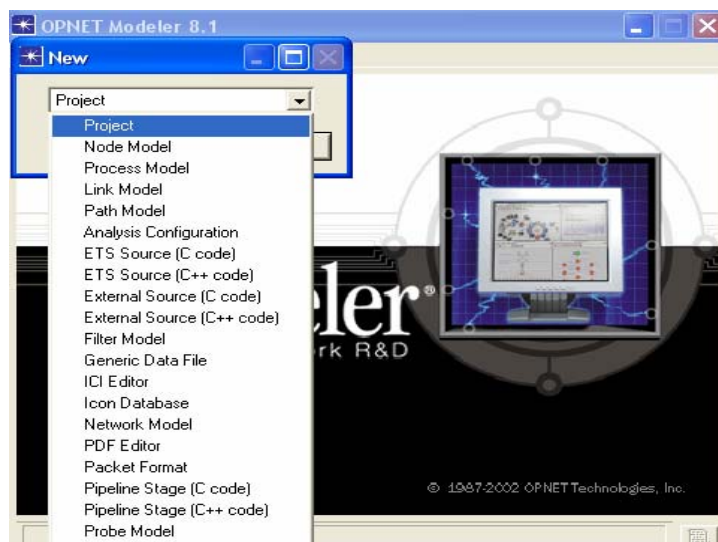 OPNET Modeler 8.1
New
Project
Project
Node Model
Process Model
Link Model
Path Model
Analysis Configuration
ETS Source (C code)
ETS Source (C++ code)
External Source (C code)
External Source (C++ code)
Filter Model
Generic Data File
ICI Editor
Icon Database
Network Model
PDF Editor
Packet Format
Pipeline Stage (C code)
Pipeline Stage (C++ code)
Probe Model
eler®
rk R&D
© 1987-2002 OPNET Technologies, Inc.